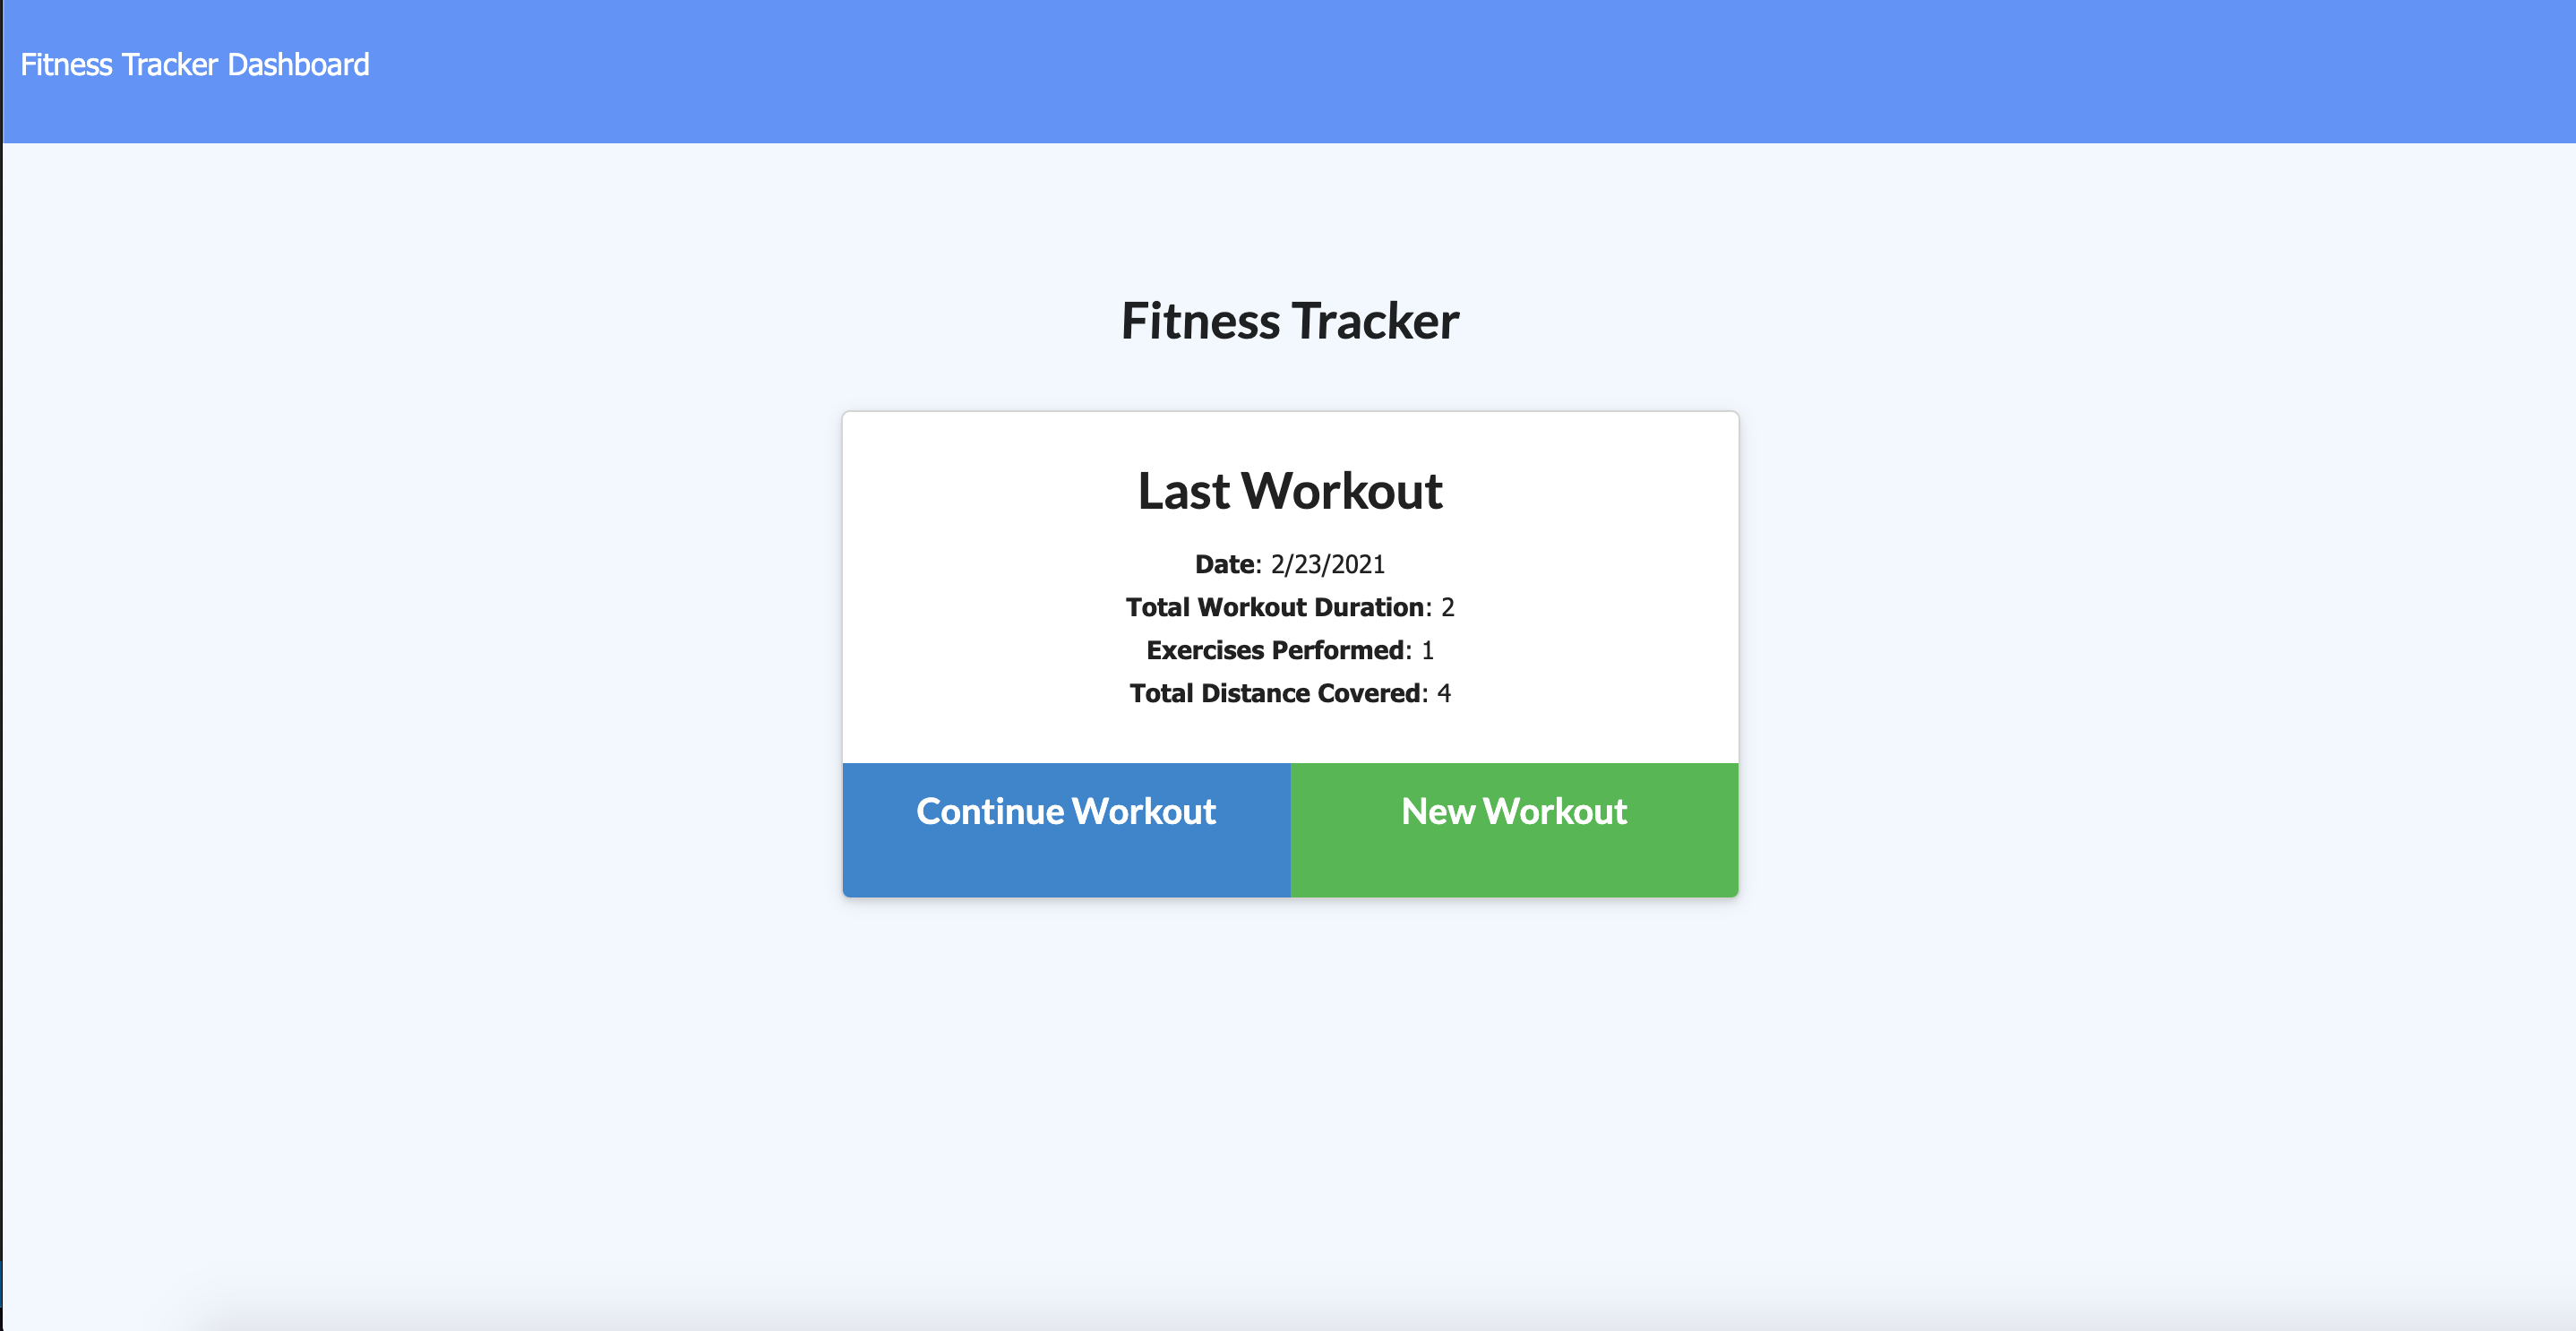 Fitness Tracker Dashboard
Fitness Tracker
Last Workout
Date: 2/23/2021
Total Workout Duration: 2
Exercises Performed: 1
Total Distance Covered: 4
Continue Workout
New Workout